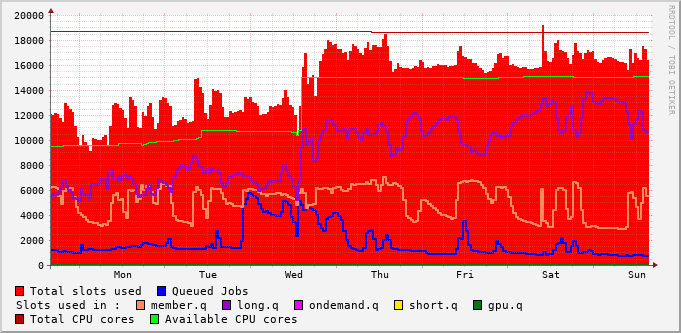 RRDTOOL / TOBI OETIKER
20000
18000
16000
14000
12000
10000
8000
6000
4000
2000
0
Mon Tue Wed Thu Fri Sat Sun
Total slots used Queued Jobs
Slots used in : member.q long.q ondemand.q short.q gpu.q
Total CPU cores Available CPU cores